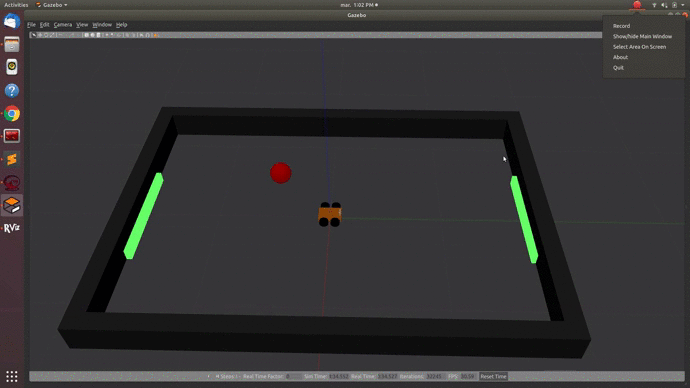 Activities Gazebo mar. 1:02 PM
Gazebo
File Edit Camera View Window Help
Record
Show/hide Main Window
Select Area On Screen
About
Quit
RViz
Steps: Real Time Factor: Sim Time: Real Time: Iterations: FPS: Reset Time